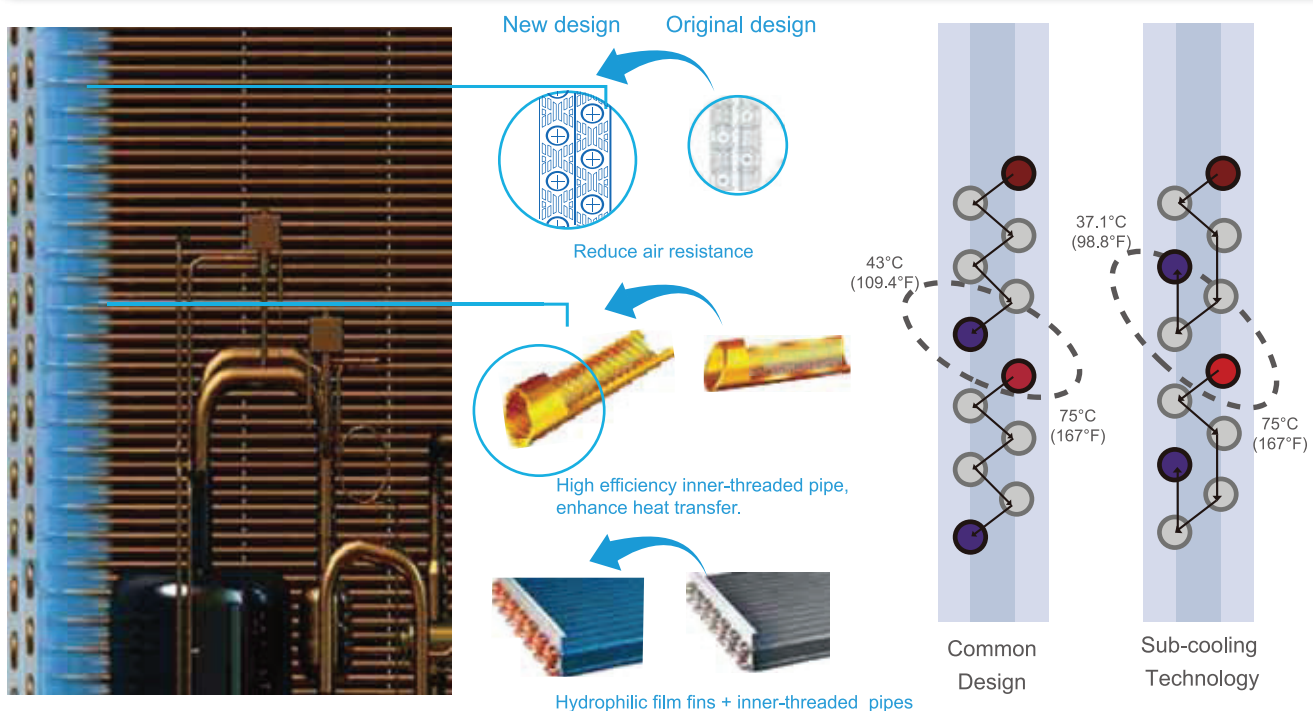 New design
Original design
Reduce air resistance
High efficiency inner-threaded pipe,
enhance heat transfer.
Hydrophilic film fins + inner-threaded pipes
43°C
(109.4°F)
75°C
(167°F)
Common
Design
37.1°C
(98.8°F)
75°C
(167°F)
Sub-cooling
Technology